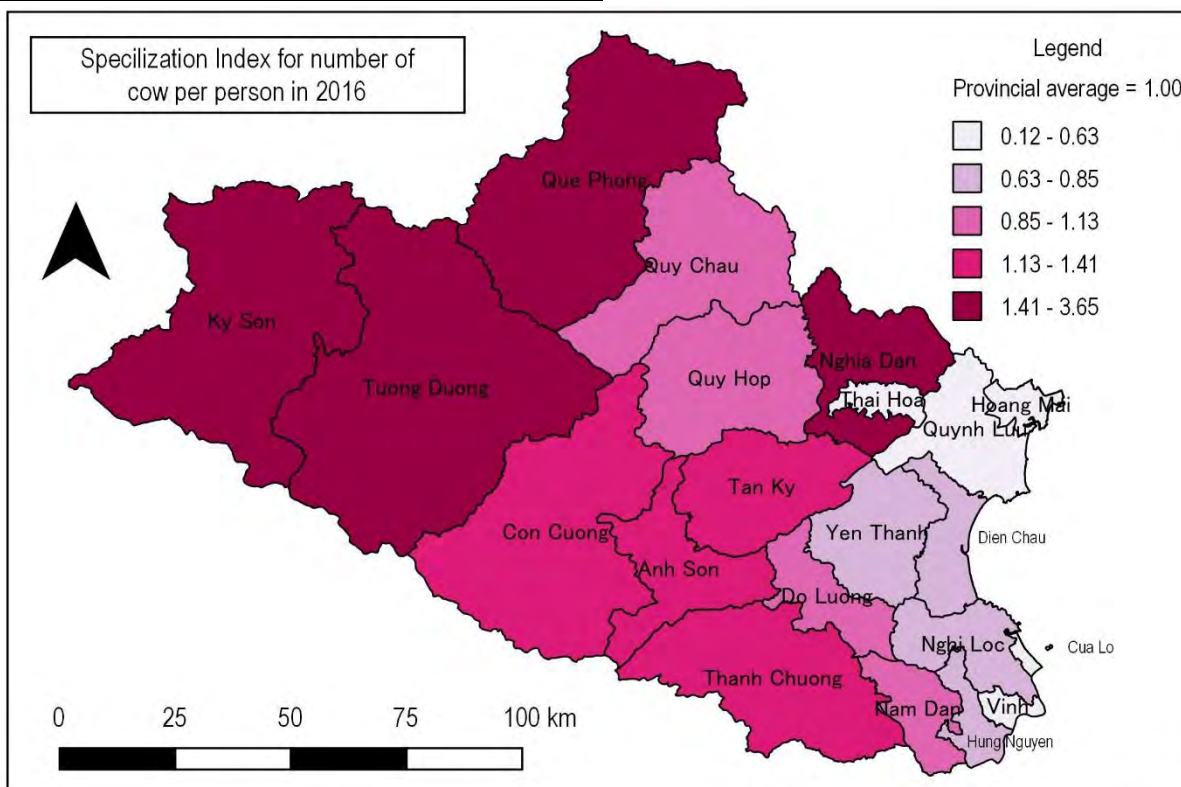 Specilization Index for number of
cow per person in 2016
Legend
Provincial average = 1.00
0.12 - 0.63
0.63 - 0.85
0.85 - 1.13
1.13 - 1.41
1.41 - 3.65
Que Phong
Quy Chau
Ky Son
Nghia Dan
Quy Hop
Tuong Duong
Thai Hoa
Hoang Mai
Quynh Luu
Tan Ky
Con Cuong
Yen Thanh
Dien Chau
Anh Son
Do Luong
Nghi Loc
Cua Lo
Thanh Chuong
Nam Dan
Vinh
Hung Nguyen
0 25 50 75 100 km